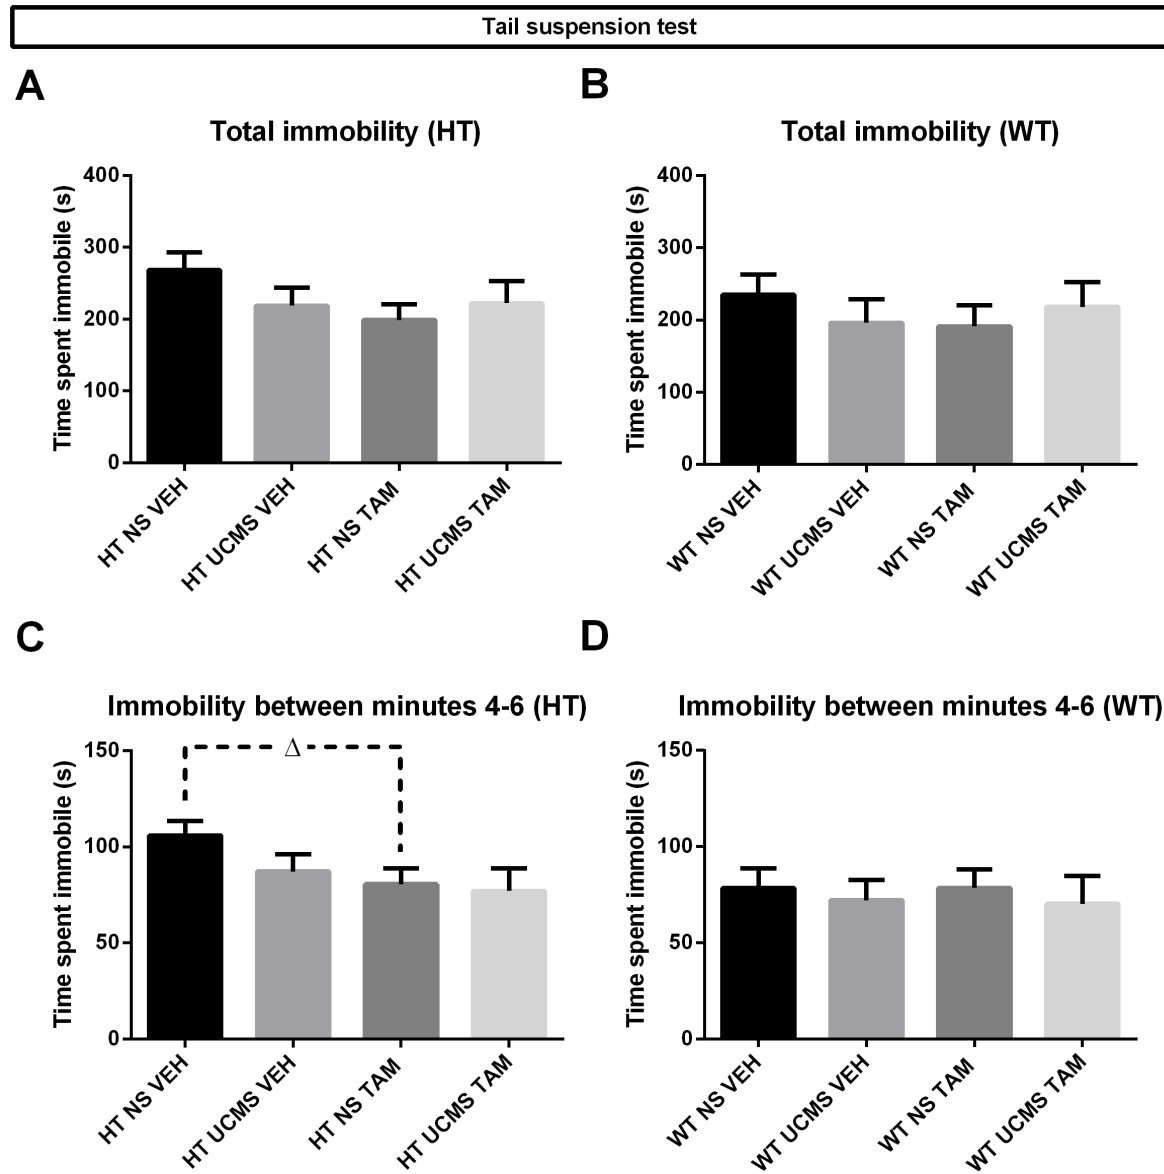 Tail suspension test
A
Total immobility (HT)
Time spent immobile (s)
400
300
200
100
0
HT NS VEH
HT UCMS VEH
HT NS TAM
HT UCMS TAM
B
Total immobility (WT)
Time spent immobile (s)
400
300
200
100
0
WT NS VEH
WT UCMS VEH
WT NS TAM
WT UCMS TAM
C
Immobility between minutes 4-6 (HT)
Time spent immobile (s)
150
100
50
0
Δ
HT NS VEH
HT UCMS VEH
HT NS TAM
HT UCMS TAM
D
Immobility between minutes 4-6 (WT)
Time spent immobile (s)
150
100
50
0
WT NS VEH
WT UCMS VEH
WT NS TAM
WT UCMS TAM